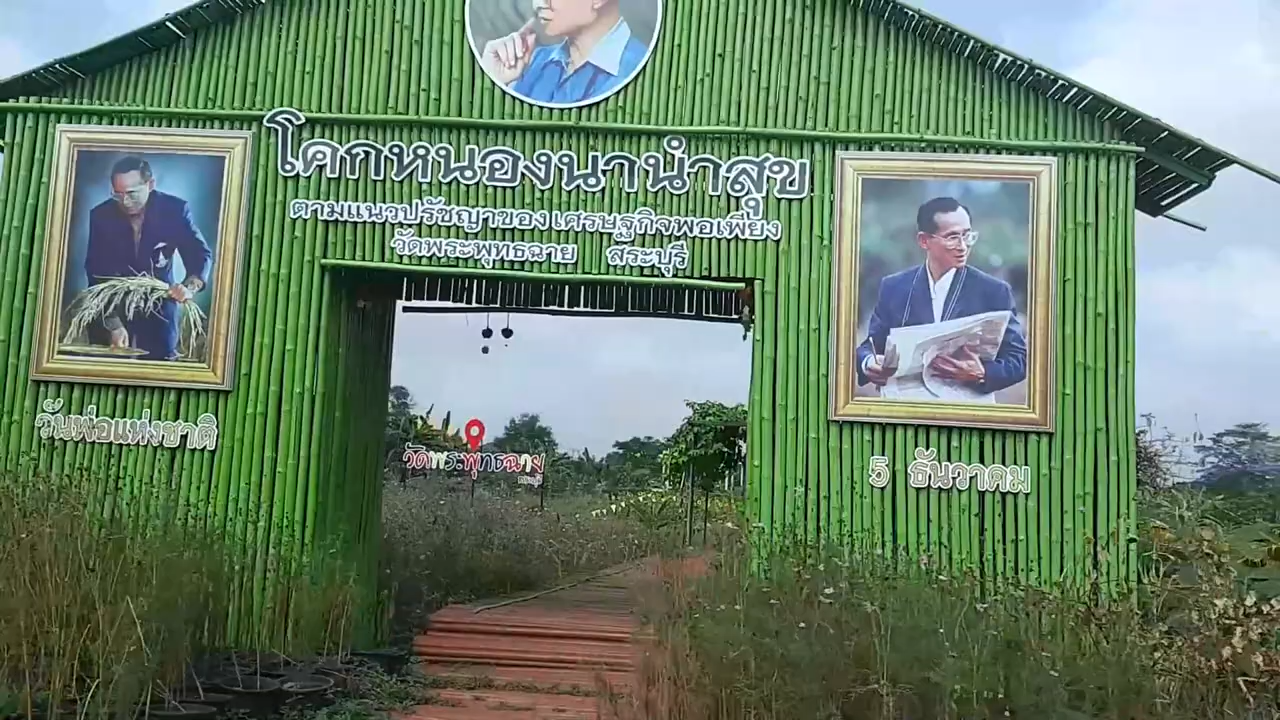 โคกหนองนานำสุข
ตามแนวปรัชญาของเศรษฐกิจพอเพียง
วัดพระพุทธฉาย สระบุรี
วันพ่อแห่งชาติ
5 ธันวาคม
วัดพระพุทธฉาย